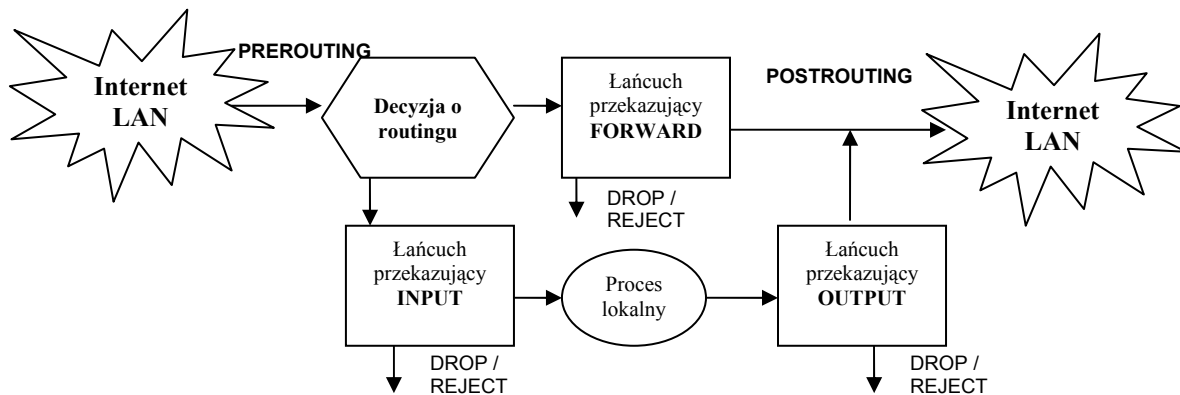 PREROUTING
Internet
LAN
Decyzja o
routingu
Łańcuch
przekazujący
FORWARD
POSTROUTING
Internet
LAN
DROP /
REJECT
Łańcuch
przekazujący
INPUT
Proces
lokalny
Łańcuch
przekazujący
OUTPUT
DROP /
REJECT
DROP /
REJECT